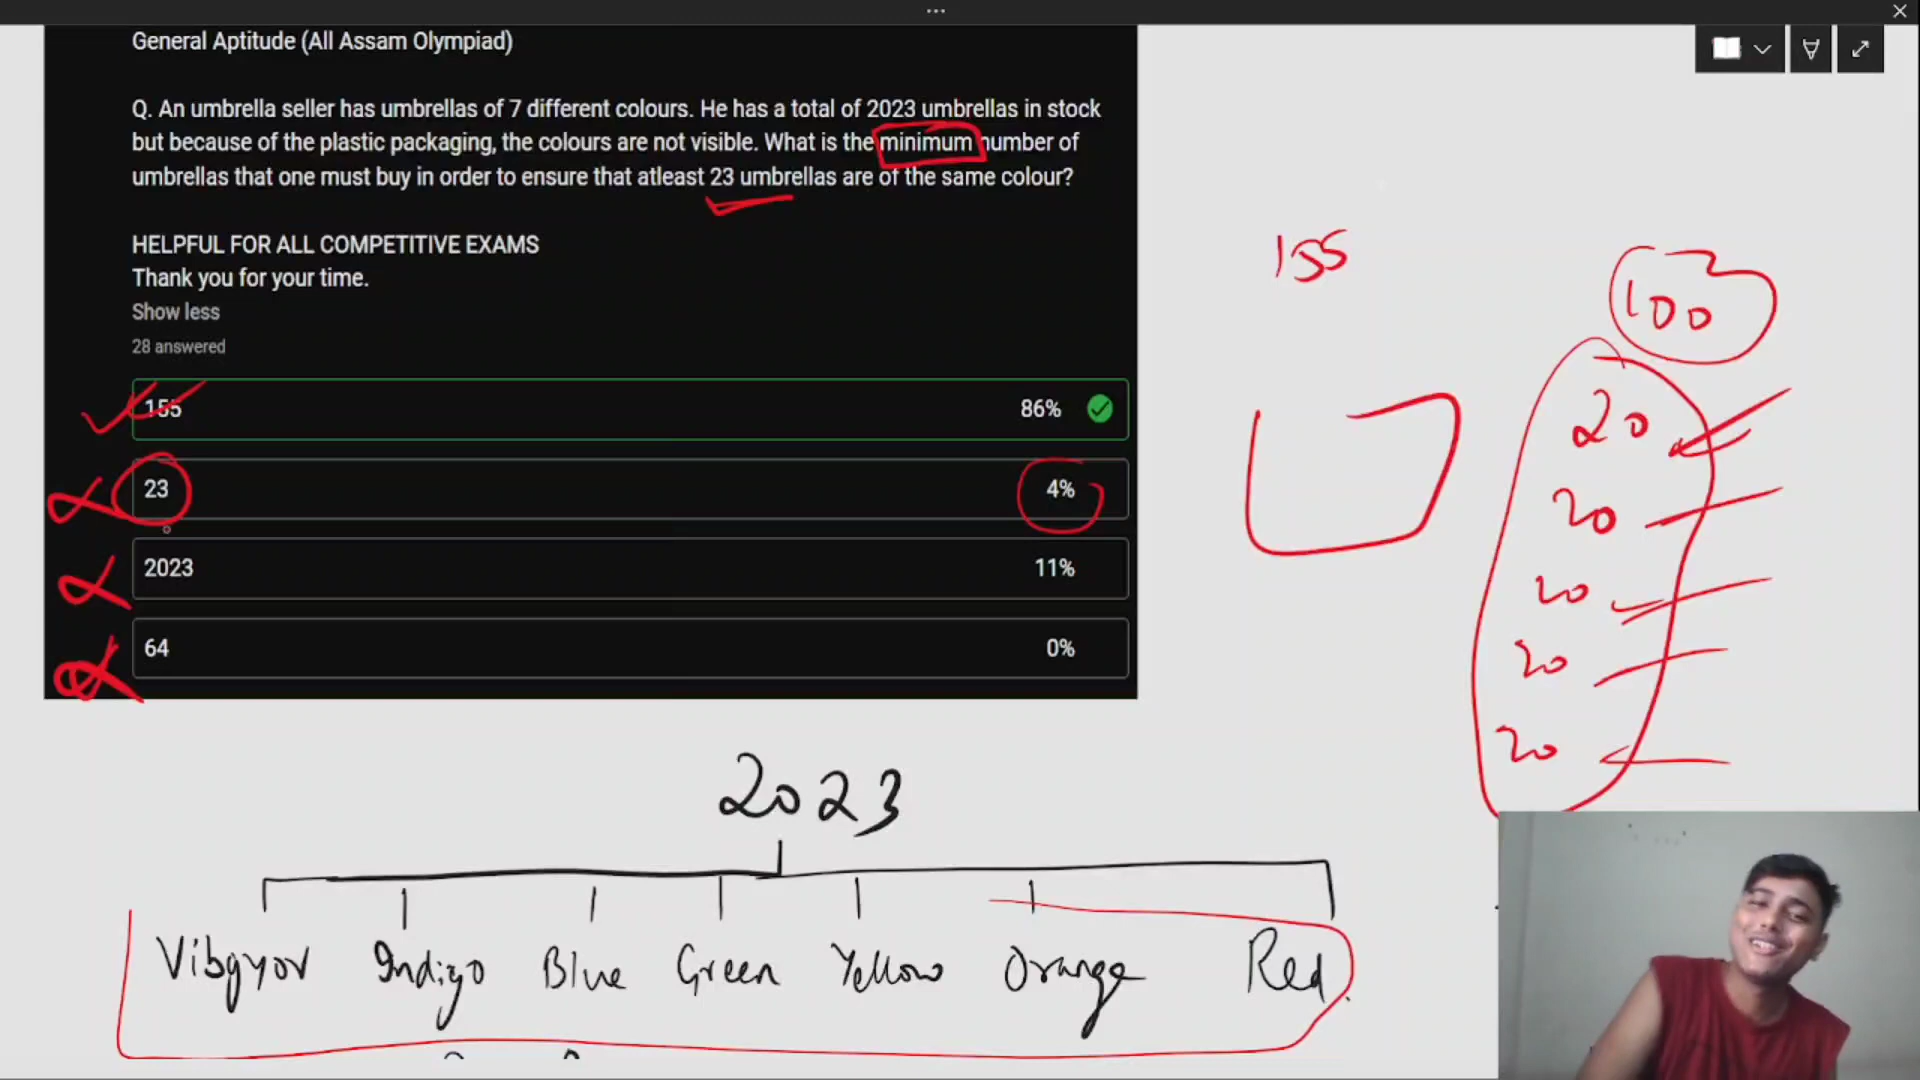 General Aptitude (All Assam Olympiad)
Q. An umbrella seller has umbrellas of 7 different colours. He has a total of 2023 umbrellas in stock
but because of the plastic packaging, the colours are not visible. What is the minimum number of
umbrellas that one must buy in order to ensure that atleast 23 umbrellas are of the same colour?
HELPFUL FOR ALL COMPETITIVE EXAMS
Thank you for your time.
Show less
28 answered
155 86%
23 4%
2023 11%
64 0%
155
100
20
20
20
20
20
2023
Vibgyor Indigo Blue Green Yellow Orange Red.